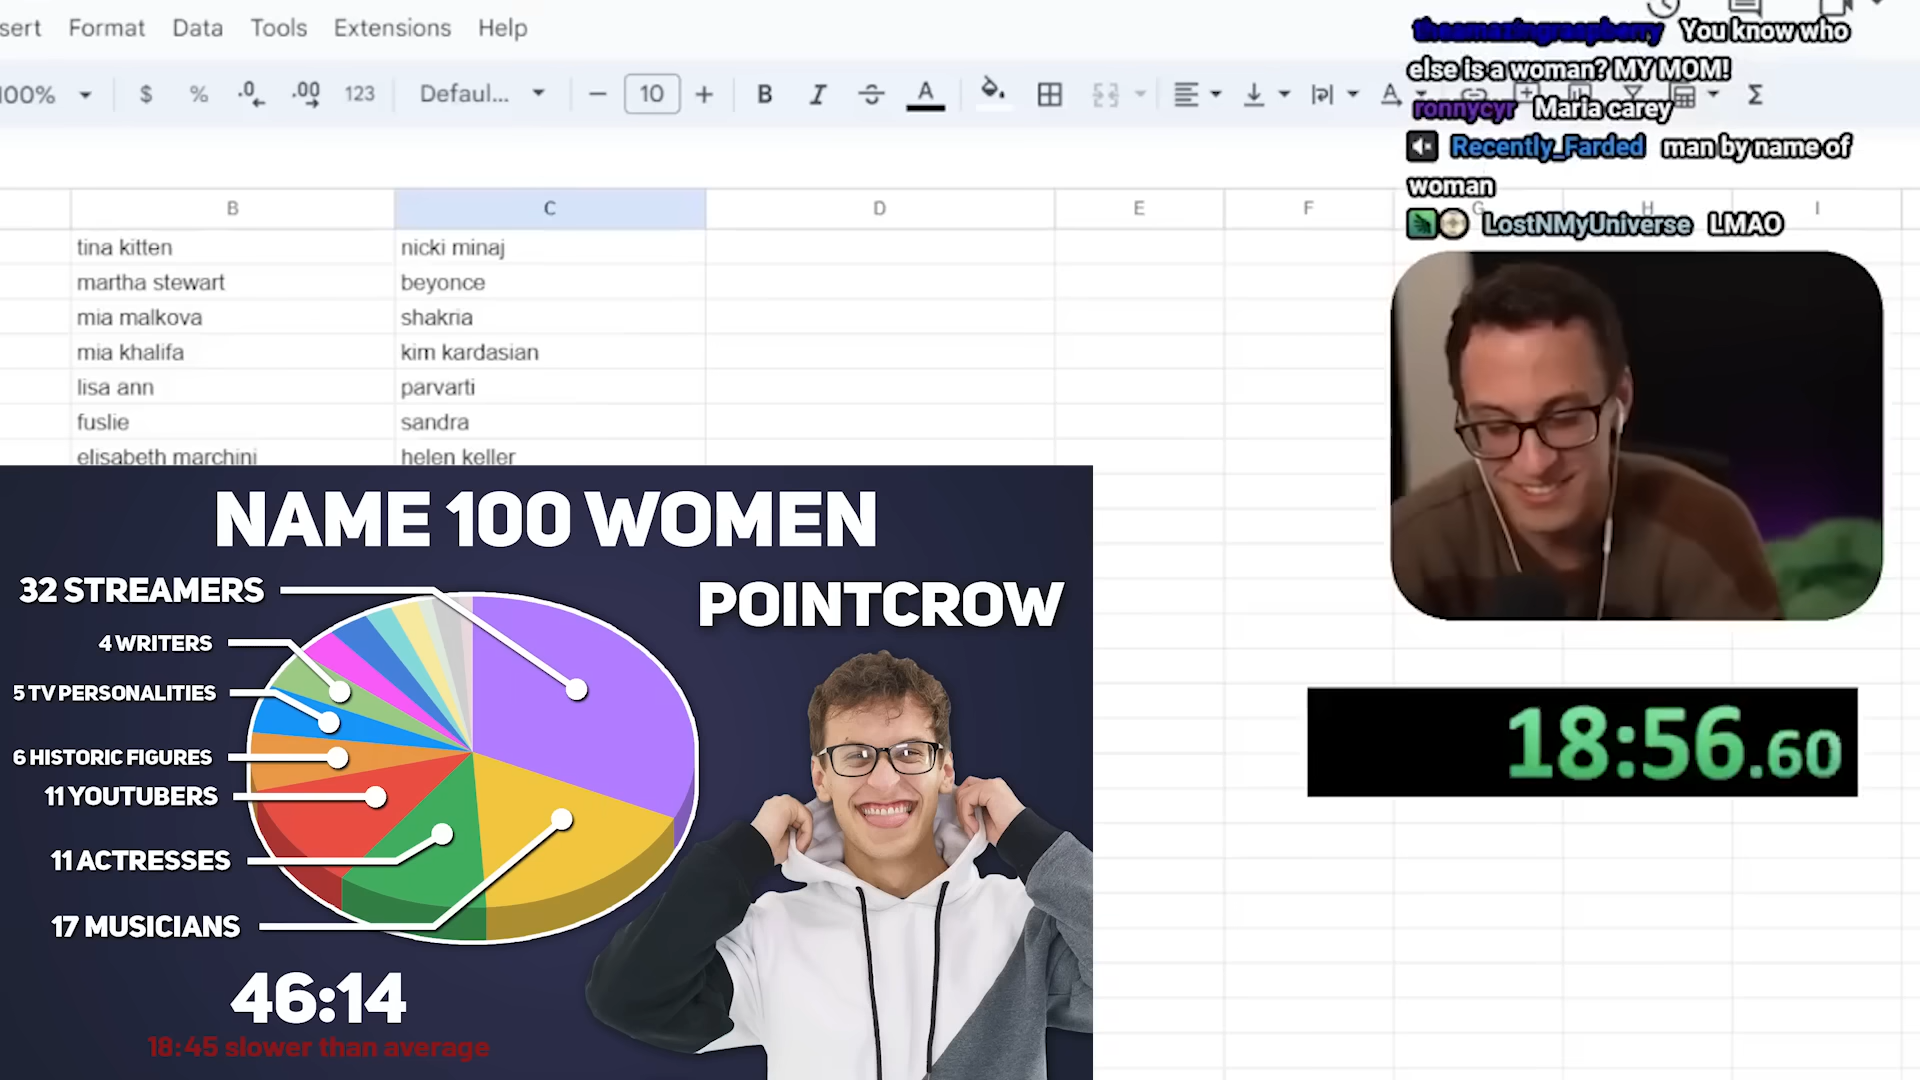 sert Format Data Tools Extensions Help
100% $ % .0 .00 123 Defaul... − 10 + B I A Σ
theamazingraspberry You know who
else is a woman? MY MOM!
ronnycyr Maria carey
Recently_Farded man by name of
woman
LostNMyUniverse LMAO
B C D E F G H I
tina kitten nicki minaj
martha stewart beyonce
mia malkova shakria
mia khalifa kim kardasian
lisa ann parvarti
fuslie sandra
elisabeth marchini helen keller
NAME 100 WOMEN
POINTCROW
32 STREAMERS
4 WRITERS
5 TV PERSONALITIES
6 HISTORIC FIGURES
11 YOUTUBERS
11 ACTRESSES
17 MUSICIANS
46:14
18:45 slower than average
18:56.60